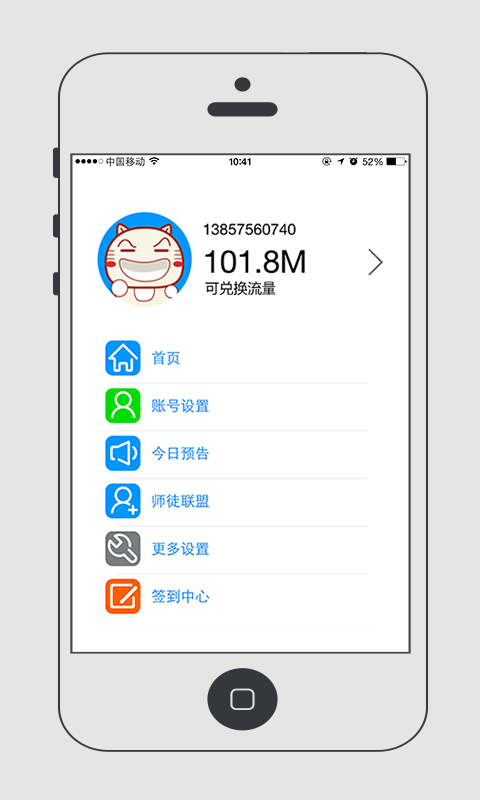 中国移动
10:41
52%
13857560740
101.8M
可兑换流量
首页
账号设置
今日预告
师徒联盟
更多设置
签到中心